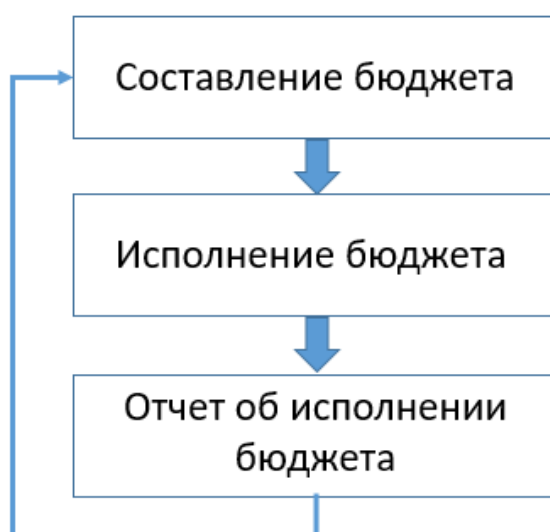 Составление бюджета
Исполнение бюджета
Отчет об исполнении
бюджета